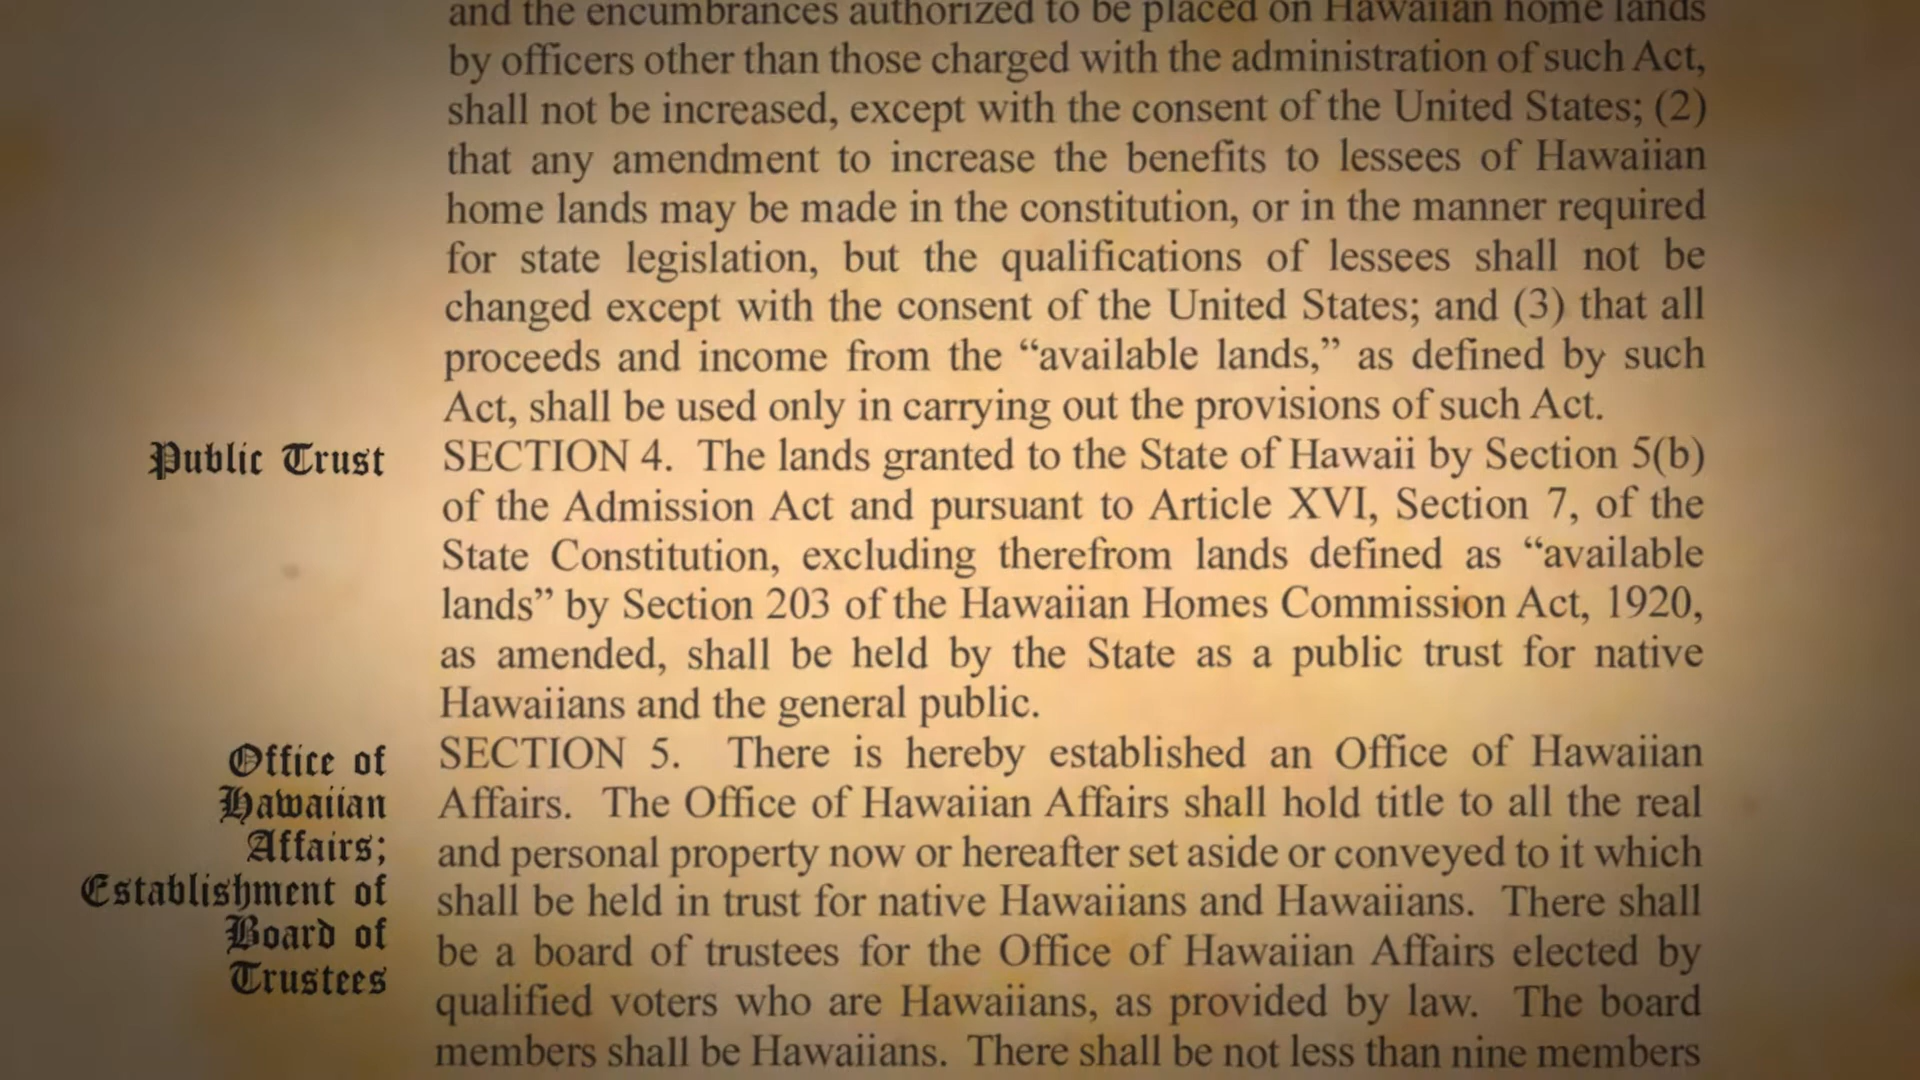 and the encumbrances authorized to be placed on Hawaiian home lands
by officers other than those charged with the administration of such Act,
shall not be increased, except with the consent of the United States; (2)
that any amendment to increase the benefits to lessees of Hawaiian
home lands may be made in the constitution, or in the manner required
for state legislation, but the qualifications of lessees shall not be
changed except with the consent of the United States; and (3) that all
proceeds and income from the “available lands,” as defined by such
Act, shall be used only in carrying out the provisions of such Act.
Public Trust
SECTION 4. The lands granted to the State of Hawaii by Section 5(b)
of the Admission Act and pursuant to Article XVI, Section 7, of the
State Constitution, excluding therefrom lands defined as “available
lands” by Section 203 of the Hawaiian Homes Commission Act, 1920,
as amended, shall be held by the State as a public trust for native
Hawaiians and the general public.
Office of
Hawaiian
Affairs;
Establishment of
Board of
Trustees
SECTION 5. There is hereby established an Office of Hawaiian
Affairs. The Office of Hawaiian Affairs shall hold title to all the real
and personal property now or hereafter set aside or conveyed to it which
shall be held in trust for native Hawaiians and Hawaiians. There shall
be a board of trustees for the Office of Hawaiian Affairs elected by
qualified voters who are Hawaiians, as provided by law. The board
members shall be Hawaiians. There shall be not less than nine members